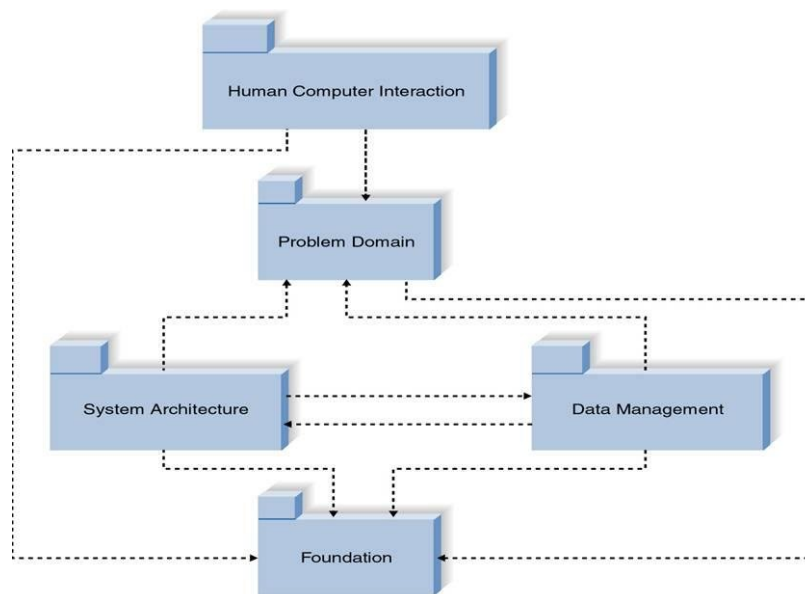 Human Computer Interaction
Problem Domain
System Architecture
Data Management
Foundation